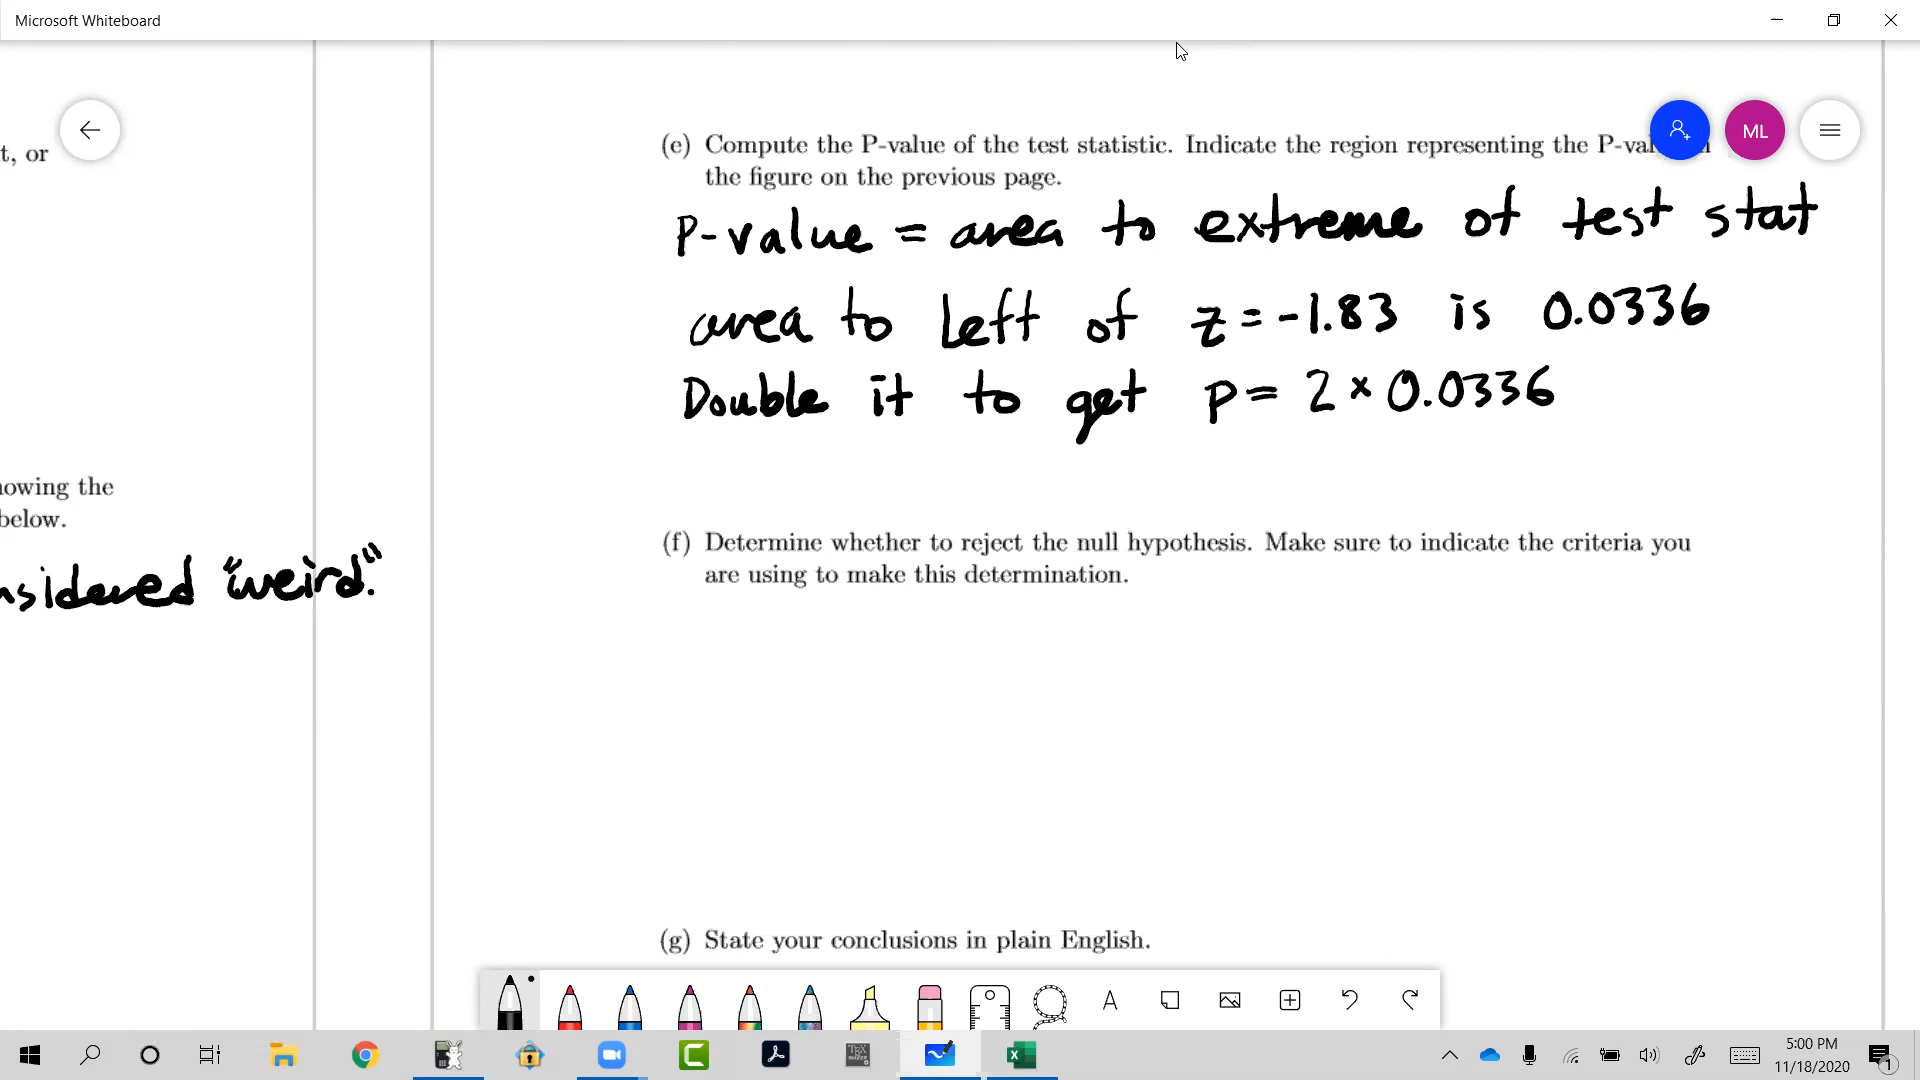 Microsoft Whiteboard
t, or
(e) Compute the P-value of the test statistic. Indicate the region representing the P-val
ML
the figure on the previous page.
P-value = area to extreme of test stat
area to left of z = -1.83 is 0.0336
Double it to get p = 2 × 0.0336
owing the
below.
(f) Determine whether to reject the null hypothesis. Make sure to indicate the criteria you
are using to make this determination.
nsidered "weird."
(g) State your conclusions in plain English.
A
5:00 PM
11/18/2020
1